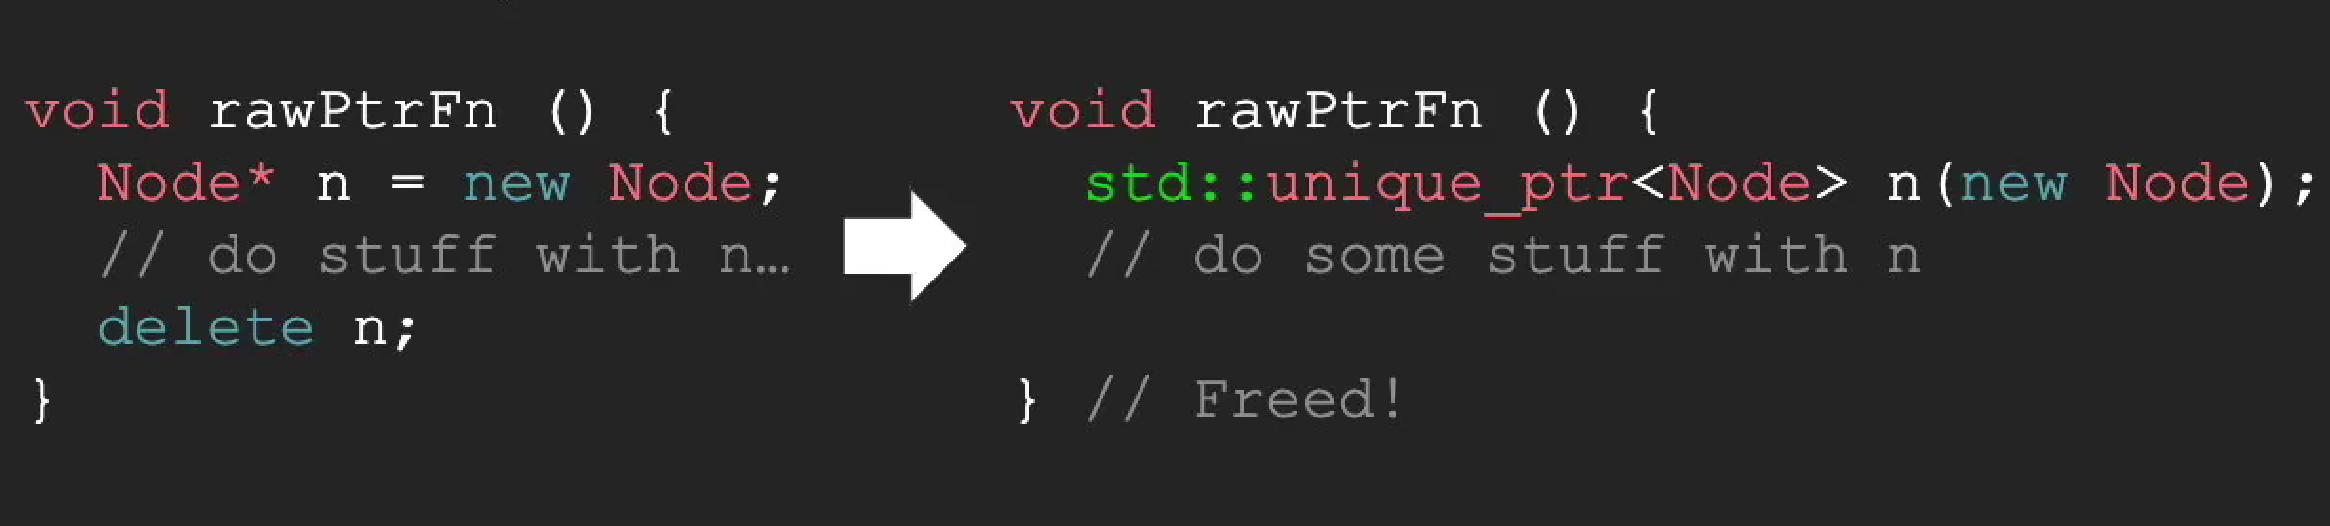 void rawPtrFn () {
  Node* n = new Node;
  // do stuff with n…
  delete n;
}
void rawPtrFn () {
  std::unique_ptr<Node> n(new Node);
  // do some stuff with n
} // Freed!